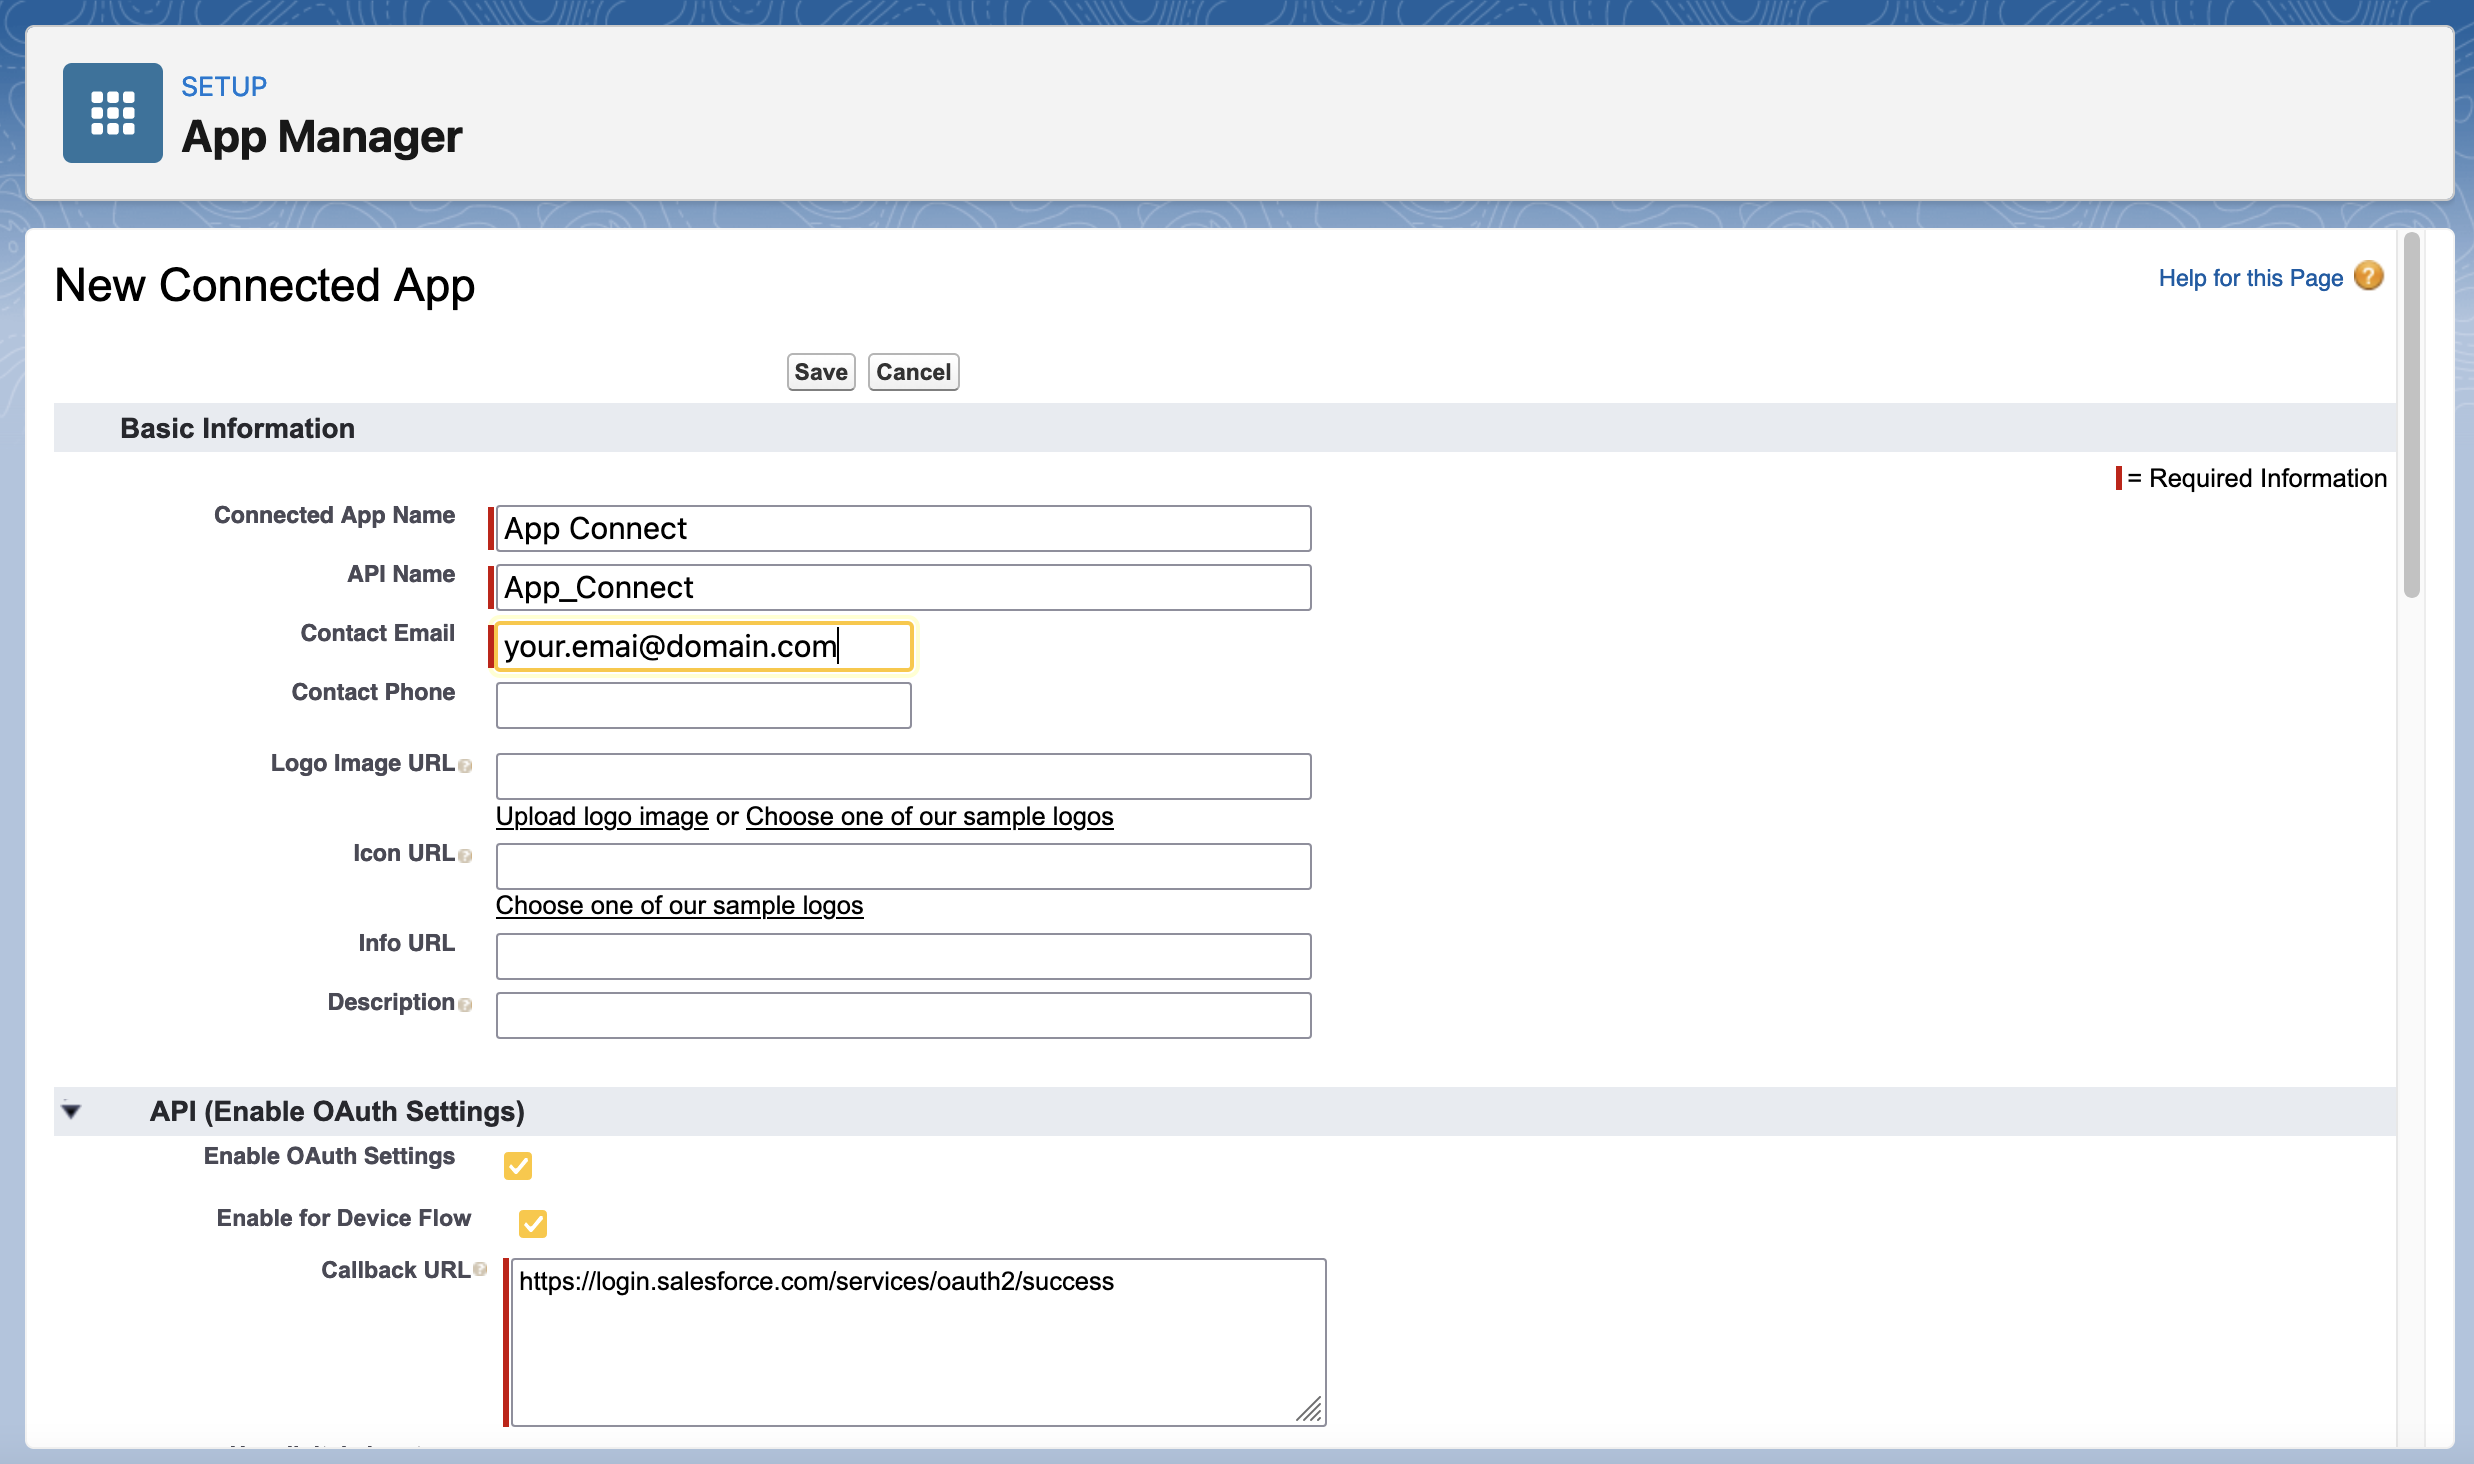 SETUP
App Manager
New Connected App
Help for this Page
Save Cancel
Basic Information
= Required Information
Connected App Name App Connect
API Name App_Connect
Contact Email your.emai@domain.com
Contact Phone
Logo Image URL
Upload logo image or Choose one of our sample logos
Icon URL
Choose one of our sample logos
Info URL
Description
API (Enable OAuth Settings)
Enable OAuth Settings
Enable for Device Flow
Callback URL https://login.salesforce.com/services/oauth2/success